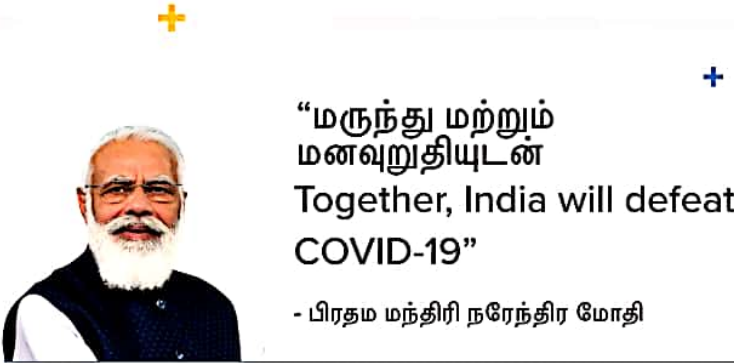 “மருந்து மற்றும்
மனவுறுதியுடன்
Together, India will defeat
COVID-19”
- பிரதம மந்திரி நரேந்திர மோதி